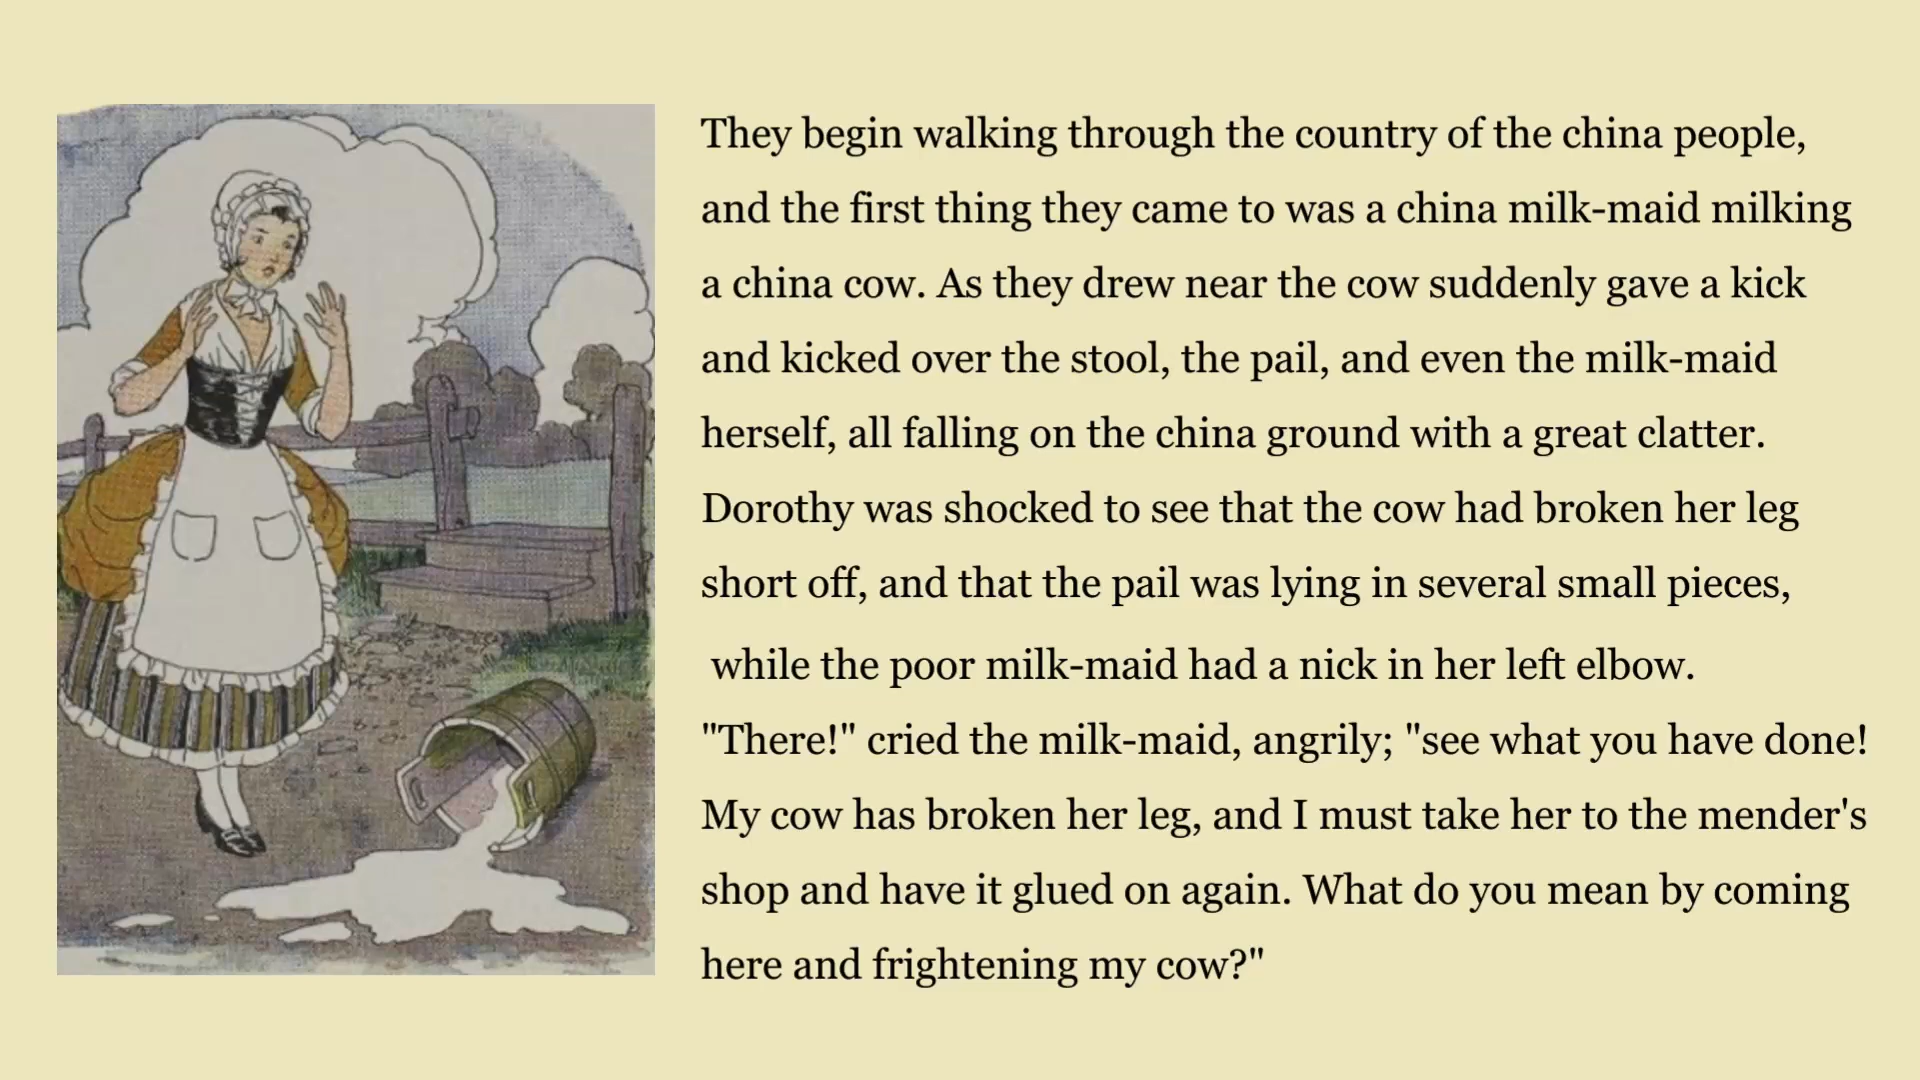 They begin walking through the country of the china people,
and the first thing they came to was a china milk-maid milking
a china cow. As they drew near the cow suddenly gave a kick
and kicked over the stool, the pail, and even the milk-maid
herself, all falling on the china ground with a great clatter.
Dorothy was shocked to see that the cow had broken her leg
short off, and that the pail was lying in several small pieces,
while the poor milk-maid had a nick in her left elbow.
"There!" cried the milk-maid, angrily; "see what you have done!
My cow has broken her leg, and I must take her to the mender's
shop and have it glued on again. What do you mean by coming
here and frightening my cow?"